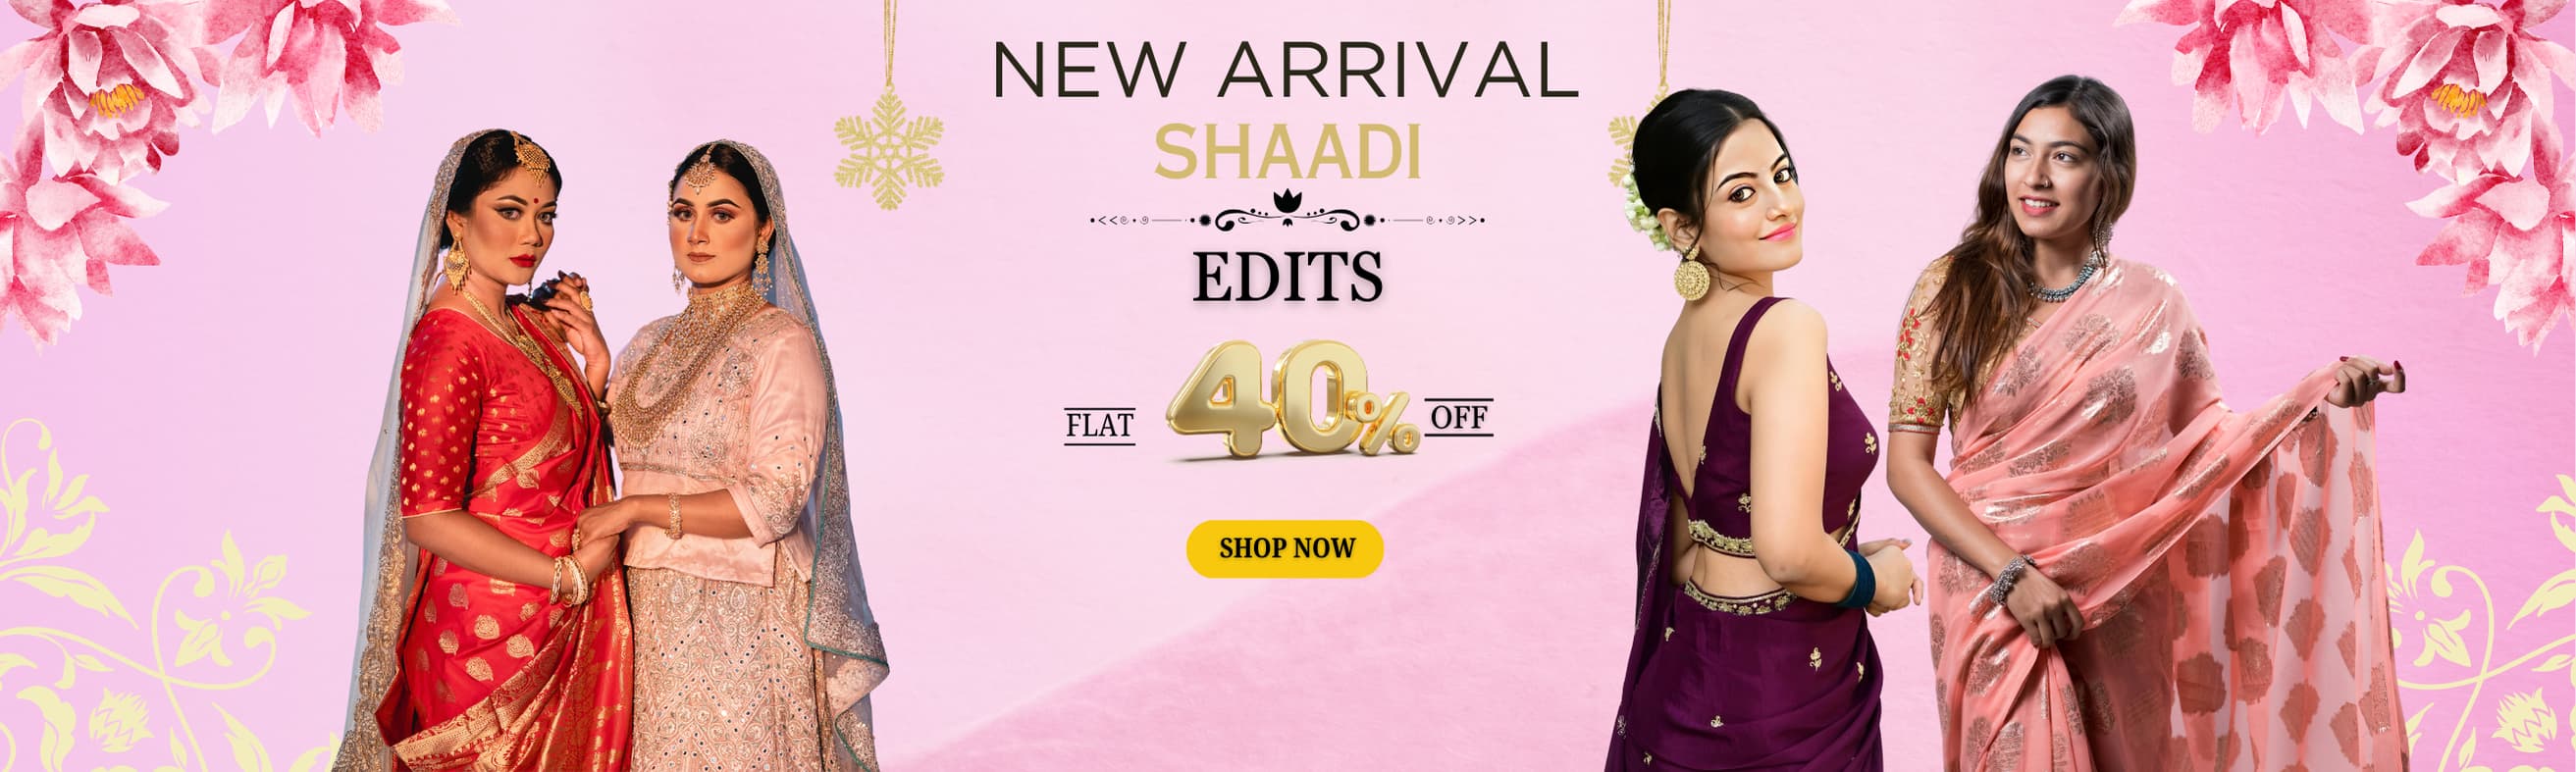 NEW ARRIVAL
SHAADI
EDITS
FLAT 40% OFF
SHOP NOW